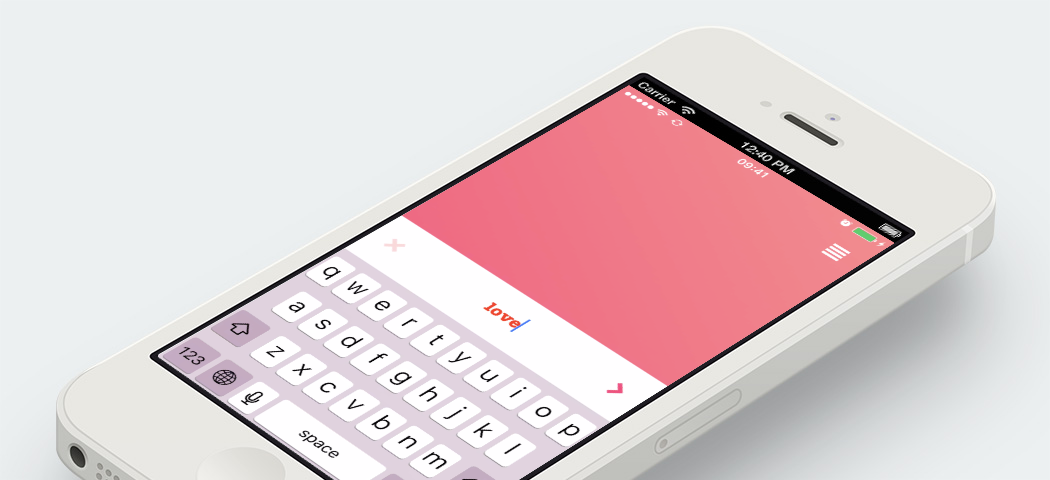 Carrier
12:40 PM
09:41
love
q w e r t y u i o p
a s d f g h j k l
z x c v b n m
123
space